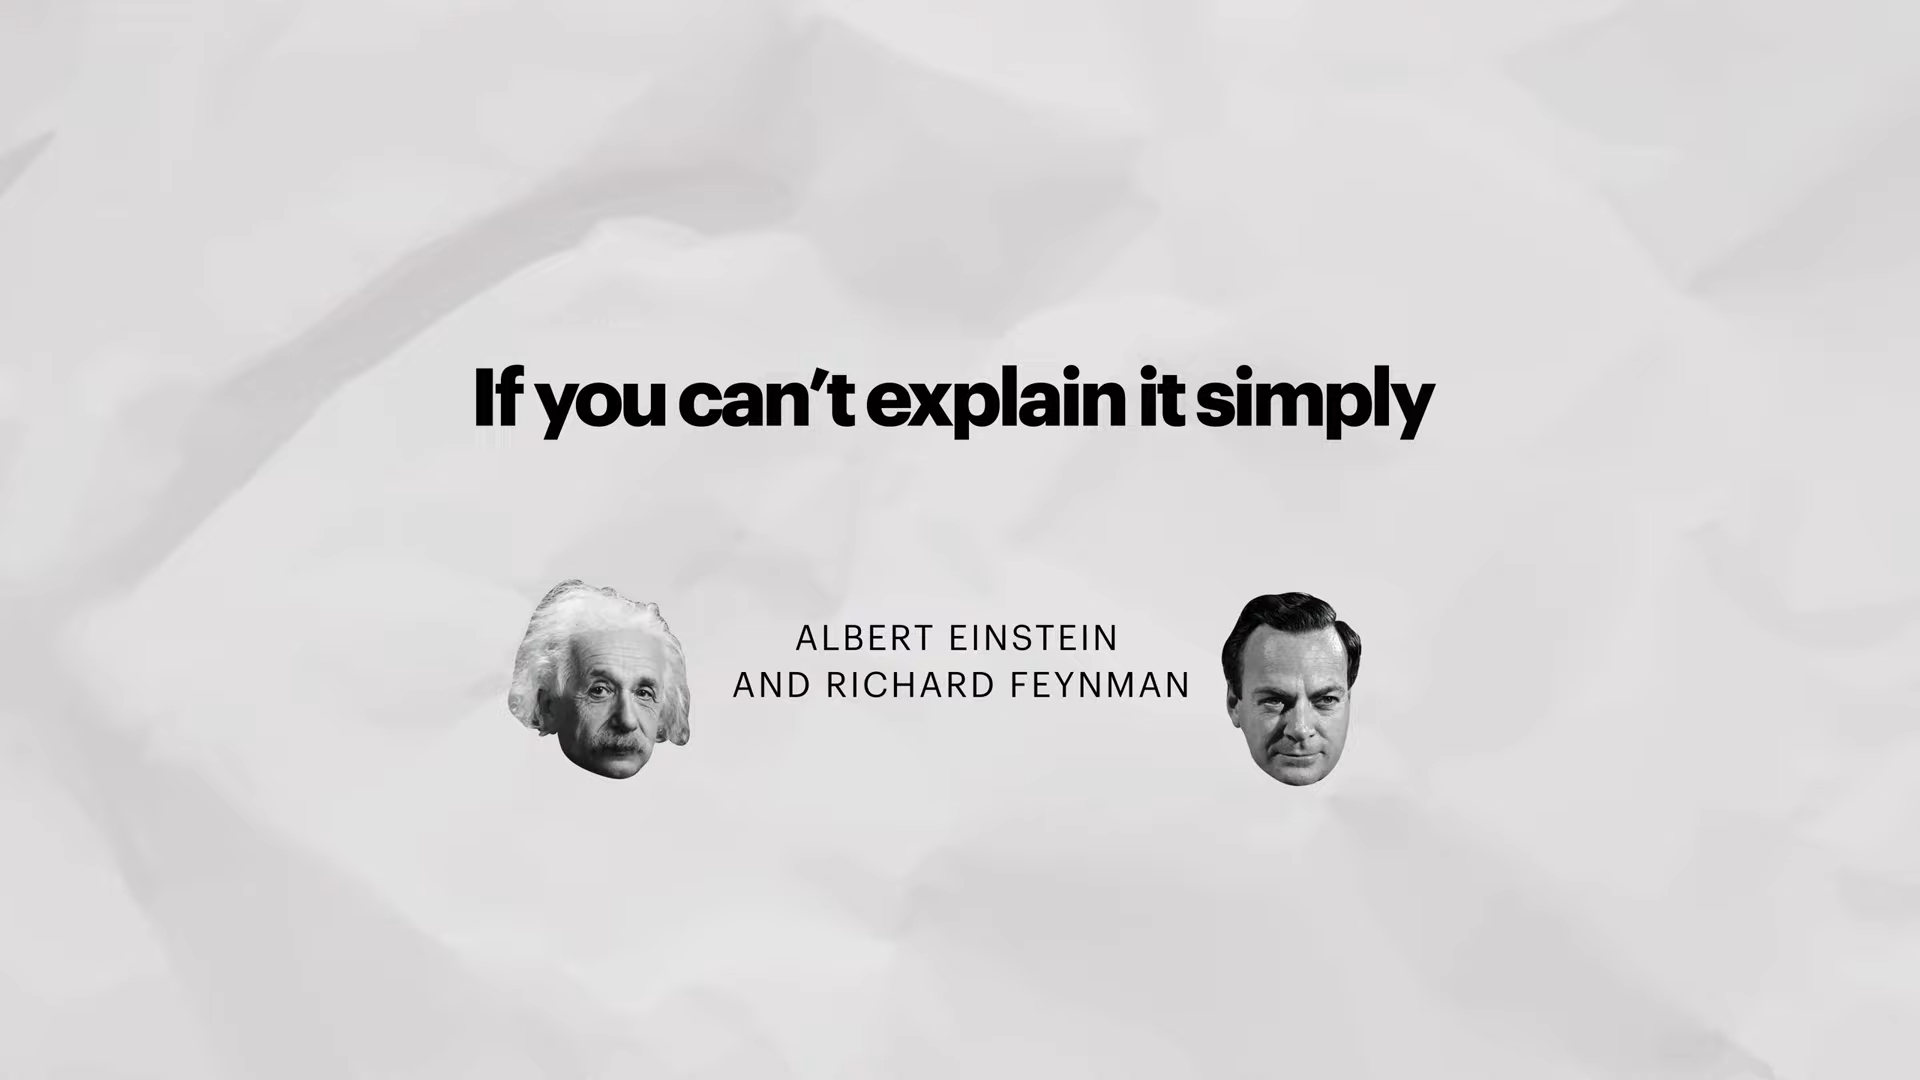 If you can’t explain it simply
ALBERT EINSTEIN
AND RICHARD FEYNMAN